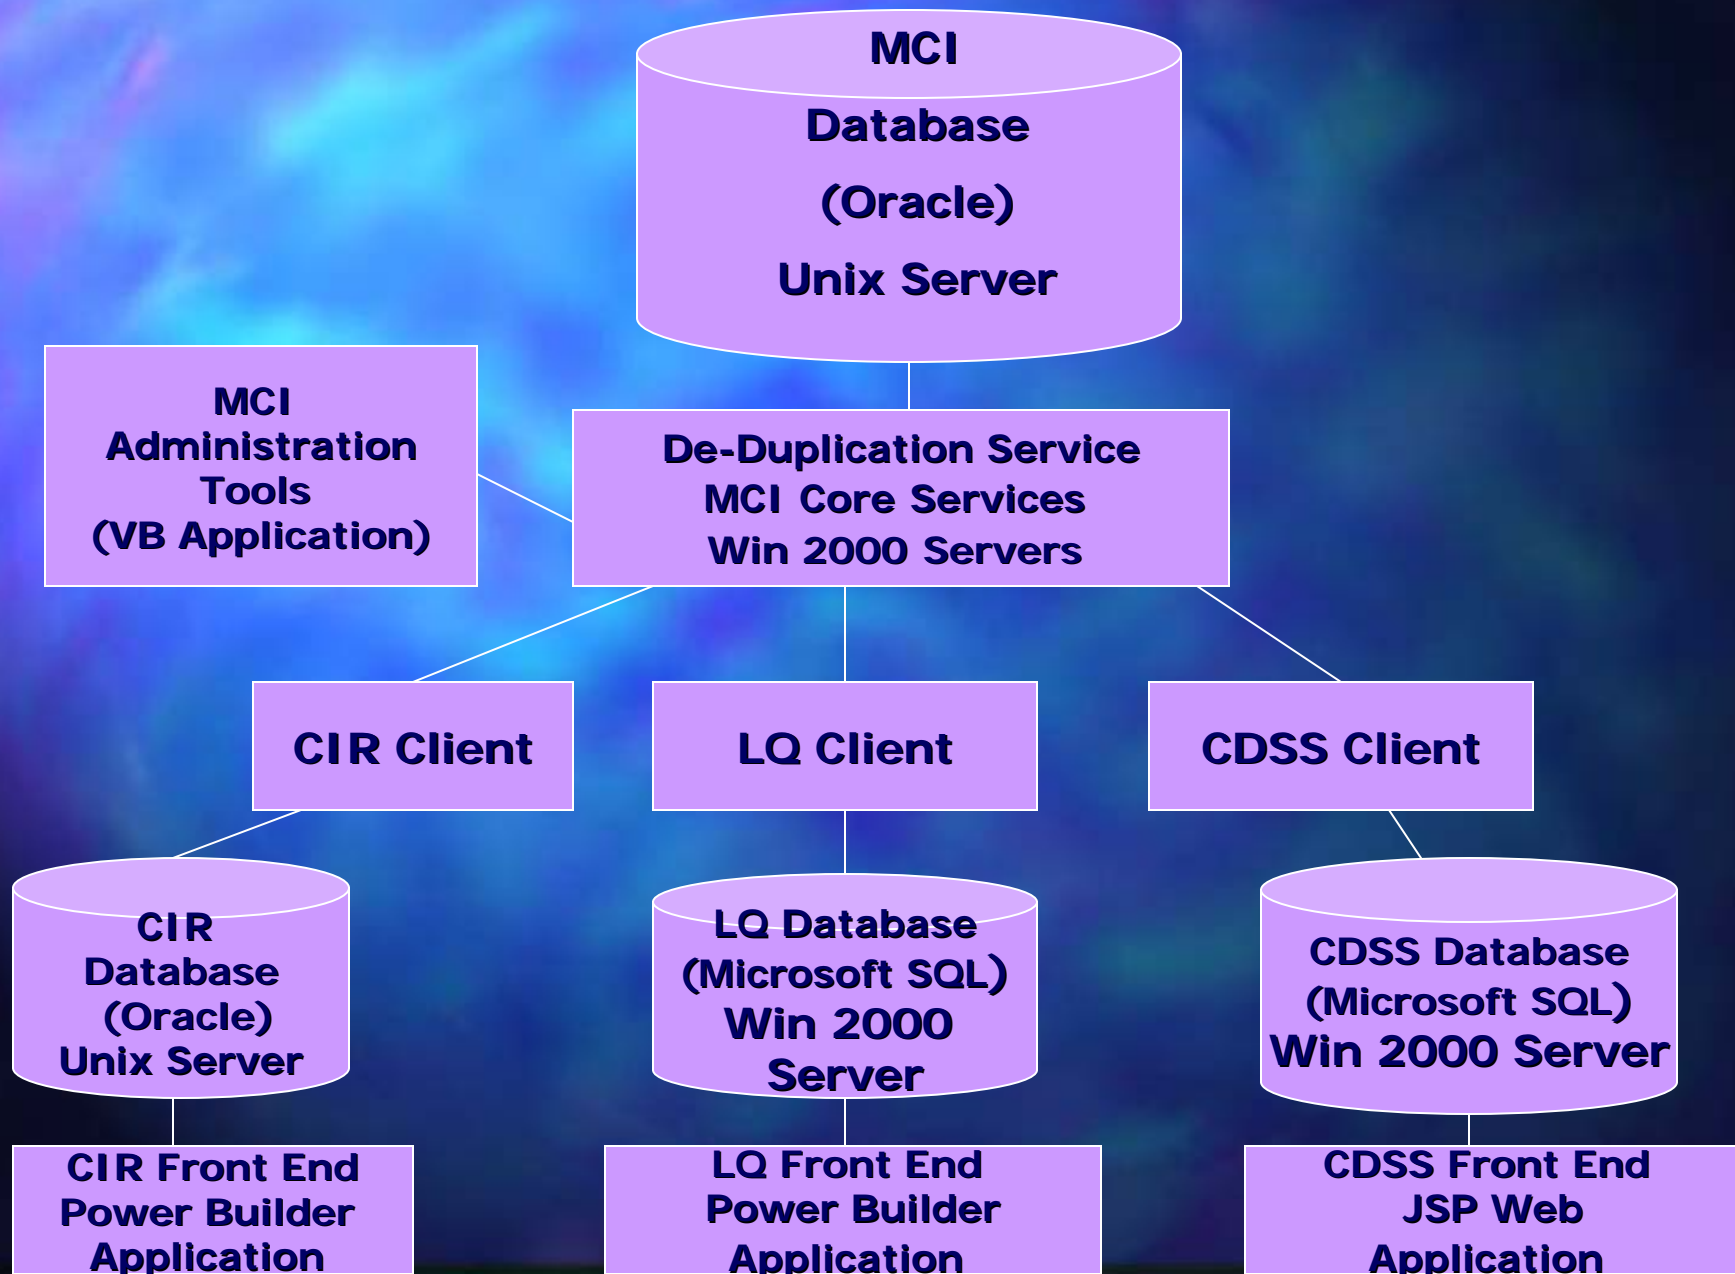 MCI
Database
(Oracle)
Unix Server
MCI
Administration
Tools
(VB Application)
De-Duplication Service
MCI Core Services
Win 2000 Servers
CIR Client
LQ Client
CDSS Client
CIR
Database
(Oracle)
Unix Server
LQ Database
(Microsoft SQL)
Win 2000
Server
CDSS Database
(Microsoft SQL)
Win 2000 Server
CIR Front End
Power Builder
Application
LQ Front End
Power Builder
Application
CDSS Front End
JSP Web
Application